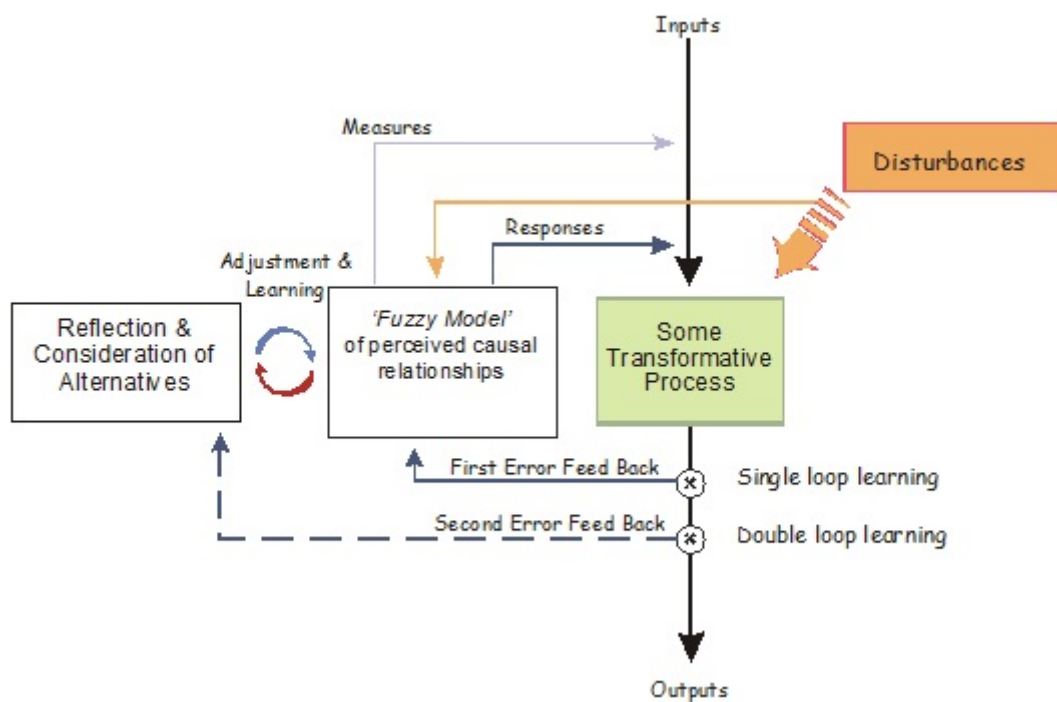 Inputs
Measures
Disturbances
Responses
Adjustment &
Learning
Reflection &
Consideration of
Alternatives
'Fuzzy Model'
of perceived causal
relationships
Some
Transformative
Process
First Error Feed Back
Single loop learning
Second Error Feed Back
Double loop learning
Outputs